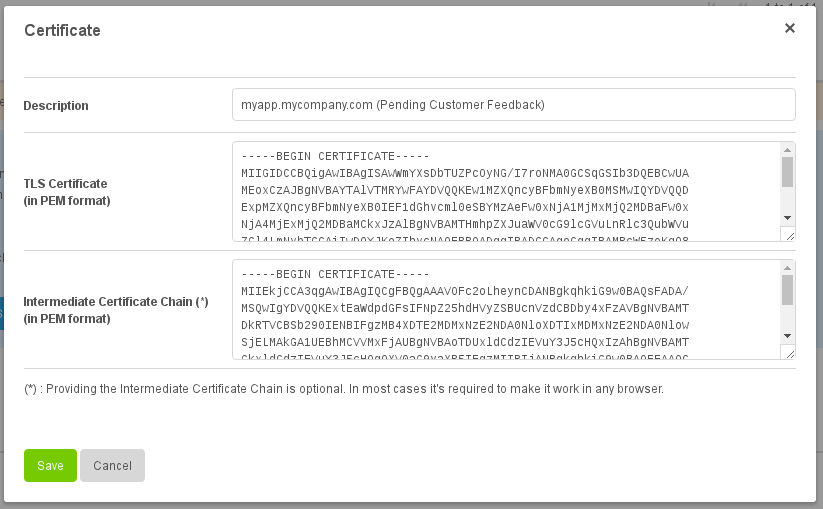 Certificate
×
Description
myapp.mycompany.com (Pending Customer Feedback)
TLS Certificate
(in PEM format)
-----BEGIN CERTIFICATE-----
MIIGIDCCBQigAwIBAgISAwWmYXsDbTUZPcOyNG/I7roNMA0GCSqGSIb3DQEBCwUA
MEoxCzAJBgNVBAYTAlVTMRYwFAYDVQQKEw1MZXQncyBFbmNyeXB0MSMwIQYDVQQD
ExpMZXQncyBFbmNyeXB0IEF1dGhvcml0eSBYMzAeFw0xNjA1MjMxMjQ2MDBaFw0x
NjA4MjExMjQ2MDBaMCkxJzAlBgNVBAMTHmhpZXJuaWV0cG9lcGVuLnRlc3QubWVu
Intermediate Certificate Chain (*)
(in PEM format)
-----BEGIN CERTIFICATE-----
MIIEkjCCA3qgAwIBAgIQCgFBQgAAAVOFc2oLheynCDANBgkqhkiG9w0BAQsFADA/
MSQwIgYDVQQKExtEaWdpdGFsIFNpZ25hdHVyZSBUcnVzdCBDby4xFzAVBgNVBAMT
DkRTVCBSb290IENBIFgzMB4XDTE2MDMxNzE2NDA0NloXDTIxMDMxNzE2NDA0Nlow
SjELMAkGA1UEBhMCVVMxFjAUBgNVBAoTDUxldCdzIEVuY3J5cHQxIzAhBgNVBAMT
(*) : Providing the Intermediate Certificate Chain is optional. In most cases it's required to make it work in any browser.
Save
Cancel